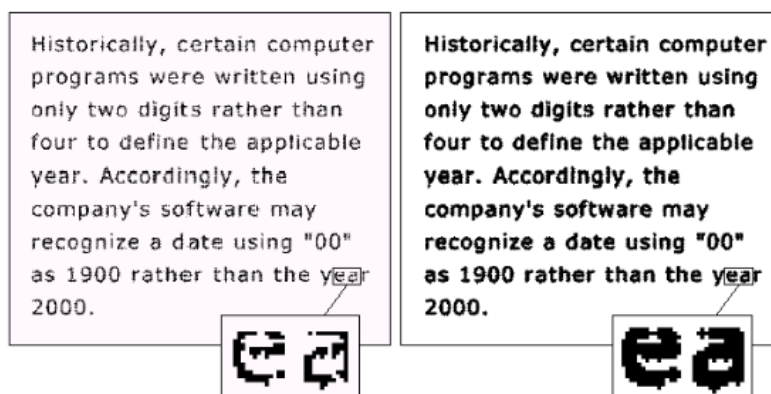 Historically, certain computer
programs were written using
only two digits rather than
four to define the applicable
year. Accordingly, the
company's software may
recognize a date using "00"
as 1900 rather than the year
2000.
ea
Historically, certain computer
programs were written using
only two digits rather than
four to define the applicable
year. Accordingly, the
company's software may
recognize a date using "00"
as 1900 rather than the year
2000.
ea